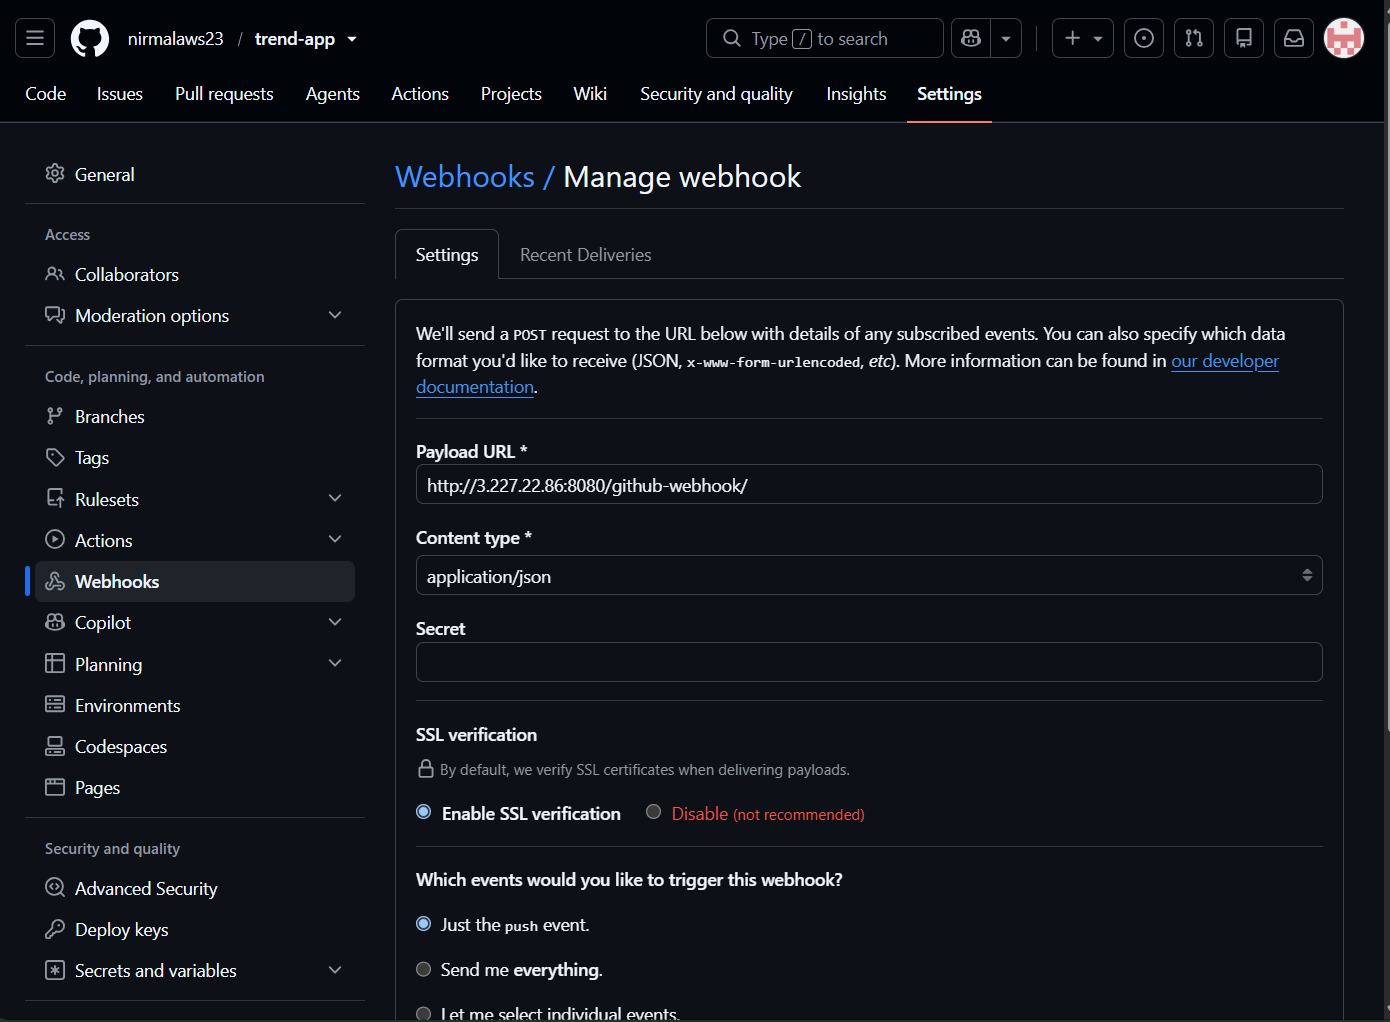 nirmalaws23 / trend-app
Type / to search
Code Issues Pull requests Agents Actions Projects Wiki Security and quality Insights Settings
General
Access
Collaborators
Moderation options
Code, planning, and automation
Branches
Tags
Rulesets
Actions
Webhooks
Copilot
Planning
Environments
Codespaces
Pages
Security and quality
Advanced Security
Deploy keys
Secrets and variables
Webhooks / Manage webhook
Settings Recent Deliveries
We'll send a POST request to the URL below with details of any subscribed events. You can also specify which data
format you'd like to receive (JSON, x-www-form-urlencoded, etc). More information can be found in our developer
documentation.
Payload URL *
http://3.227.22.86:8080/github-webhook/
Content type *
application/json
Secret
SSL verification
By default, we verify SSL certificates when delivering payloads.
Enable SSL verification Disable (not recommended)
Which events would you like to trigger this webhook?
Just the push event.
Send me everything.
Let me select individual events.